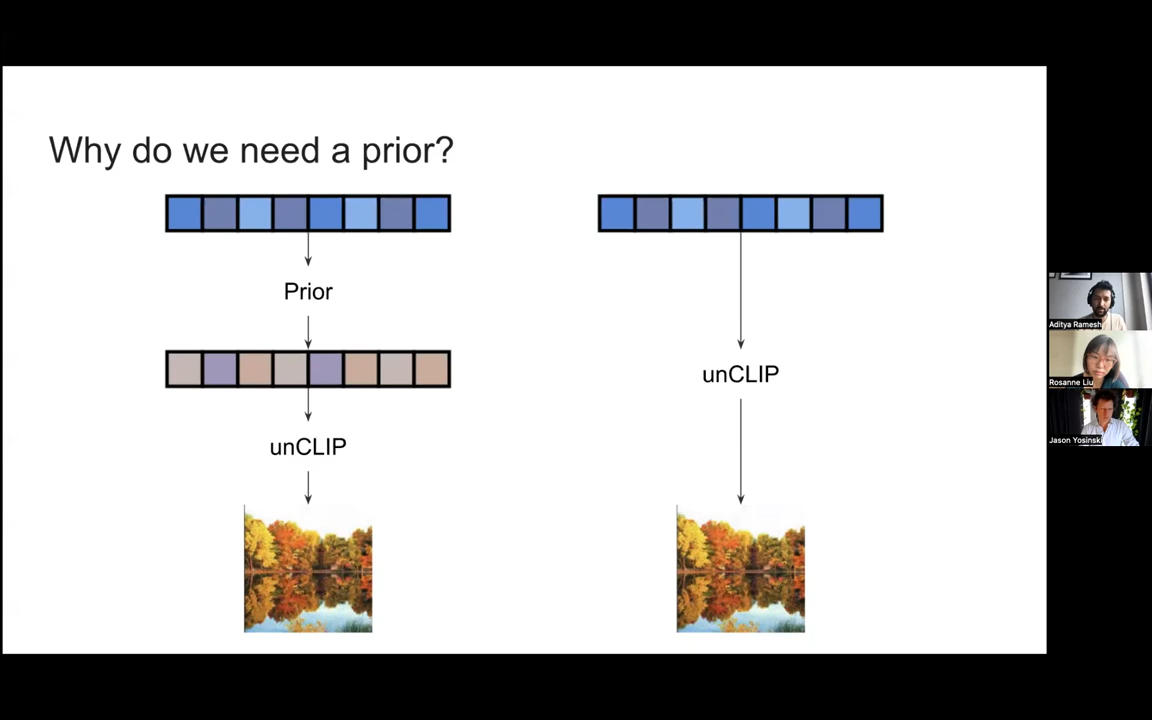 Why do we need a prior?
Prior
unCLIP
unCLIP
Aditya Ramesh
Rosanne Liu
Jason Yosinski